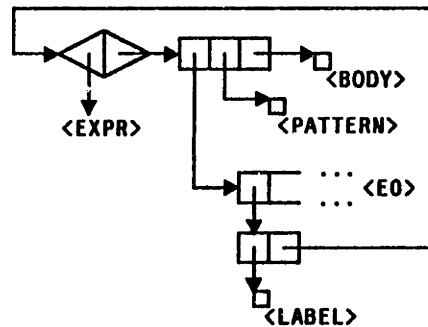 <BODY>
<EXPR>
<PATTERN>
... <EO>
...
<LABEL>